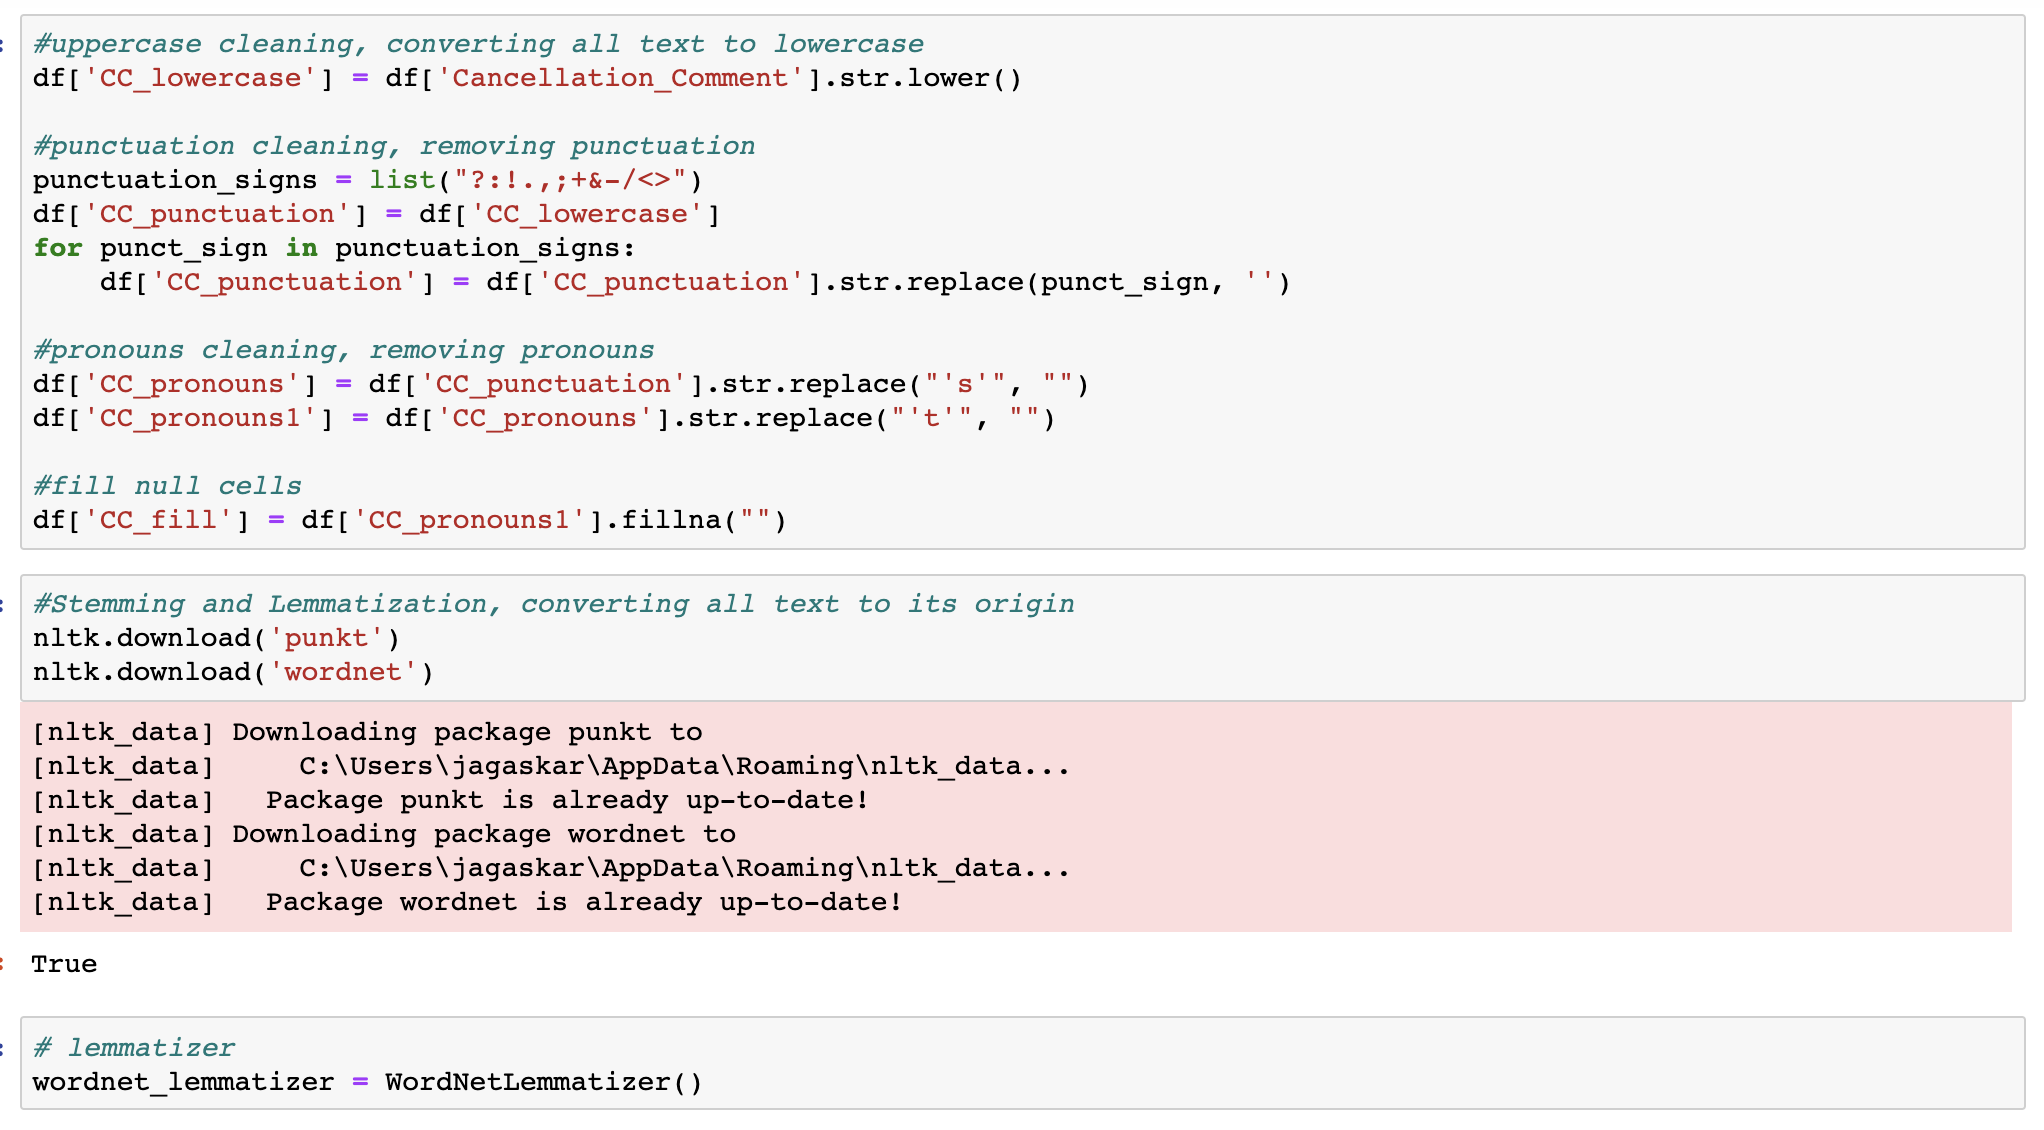 #uppercase cleaning, converting all text to lowercase
df['CC_lowercase'] = df['Cancellation_Comment'].str.lower()
#punctuation cleaning, removing punctuation
punctuation_signs = list("?:!.,;+&-/<>")
df['CC_punctuation'] = df['CC_lowercase']
for punct_sign in punctuation_signs:
    df['CC_punctuation'] = df['CC_punctuation'].str.replace(punct_sign, '')
#pronouns cleaning, removing pronouns
df['CC_pronouns'] = df['CC_punctuation'].str.replace("'s'", "")
df['CC_pronouns1'] = df['CC_pronouns'].str.replace("'t'", "")
#fill null cells
df['CC_fill'] = df['CC_pronouns1'].fillna("")
#Stemming and Lemmatization, converting all text to its origin
nltk.download('punkt')
nltk.download('wordnet')
[nltk_data] Downloading package punkt to
[nltk_data]     C:\Users\jagaskar\AppData\Roaming\nltk_data...
[nltk_data]   Package punkt is already up-to-date!
[nltk_data] Downloading package wordnet to
[nltk_data]     C:\Users\jagaskar\AppData\Roaming\nltk_data...
[nltk_data]   Package wordnet is already up-to-date!
True
# lemmatizer
wordnet_lemmatizer = WordNetLemmatizer()